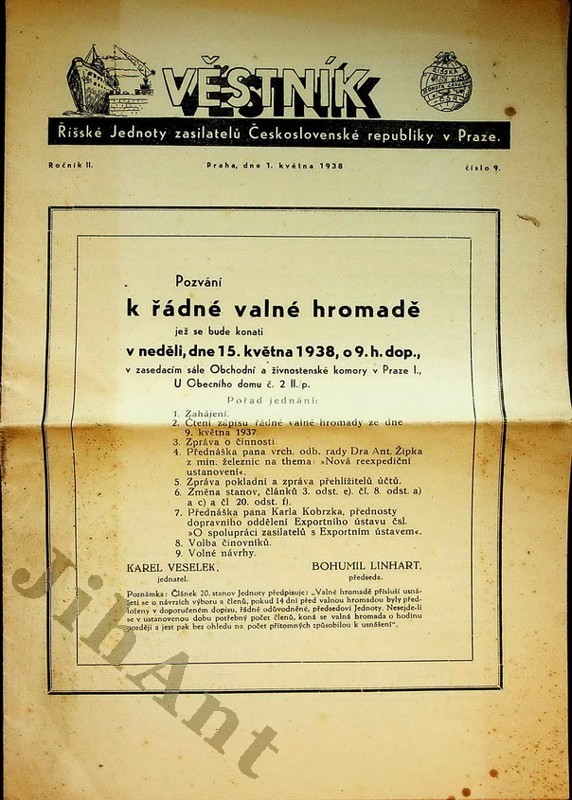 VĚSTNÍK
Říšské Jednoty zasilatelů Československé republiky v Praze.
Ročník II.
Praha, dne 1. května 1938
číslo 9.
Pozvání
k řádné valné hromadě
jež se bude konati
v neděli, dne 15. května 1938, o 9. h. dop.,
v zasedacím sále Obchodní a živnostenské komory v Praze I.,
U Obecního domu č. 2 II./p.
Pořad jednání:
1. Zahájení.
2. Čtení zápisu řádné valné hromady ze dne
9. května 1937.
3. Zpráva o činnosti.
4. Přednáška pana vrch. odb. rady Dra Ant. Žipka
z min. železnic na thema: »Nová reexpediční
ustanovení«.
5. Zpráva pokladní a zpráva přehlížitelů účtů.
6. Změna stanov, článků 3. odst. e). čl. 8. odst. a)
a c) a čl 20. odst. f).
7. Přednáška pana Karla Kobrzka, přednosty
dopravního oddělení Exportního ústavu čsl.
»O spolupráci zasilatelů s Exportním ústavem«.
8. Volba činovníků.
9. Volné návrhy.
KAREL VESELEK, BOHUMIL LINHART,
jednatel. předseda.
Poznámka: Článek 20. stanov Jednoty předpisuje: „Valné hromadě přísluší usná-
šeti se o návrzích výboru a členů, pokud 14 dní před valnou hromadou byly před-
loženy v doporučeném dopisu, řádně odůvodněné, předsedovi Jednoty. Nesejde-li
se v ustanovenou dobu potřebný počet členů, koná se valná hromada o hodinu
později a jest pak bez ohledu na počet přítomných způsobilou k usnášení“.
JihAnt